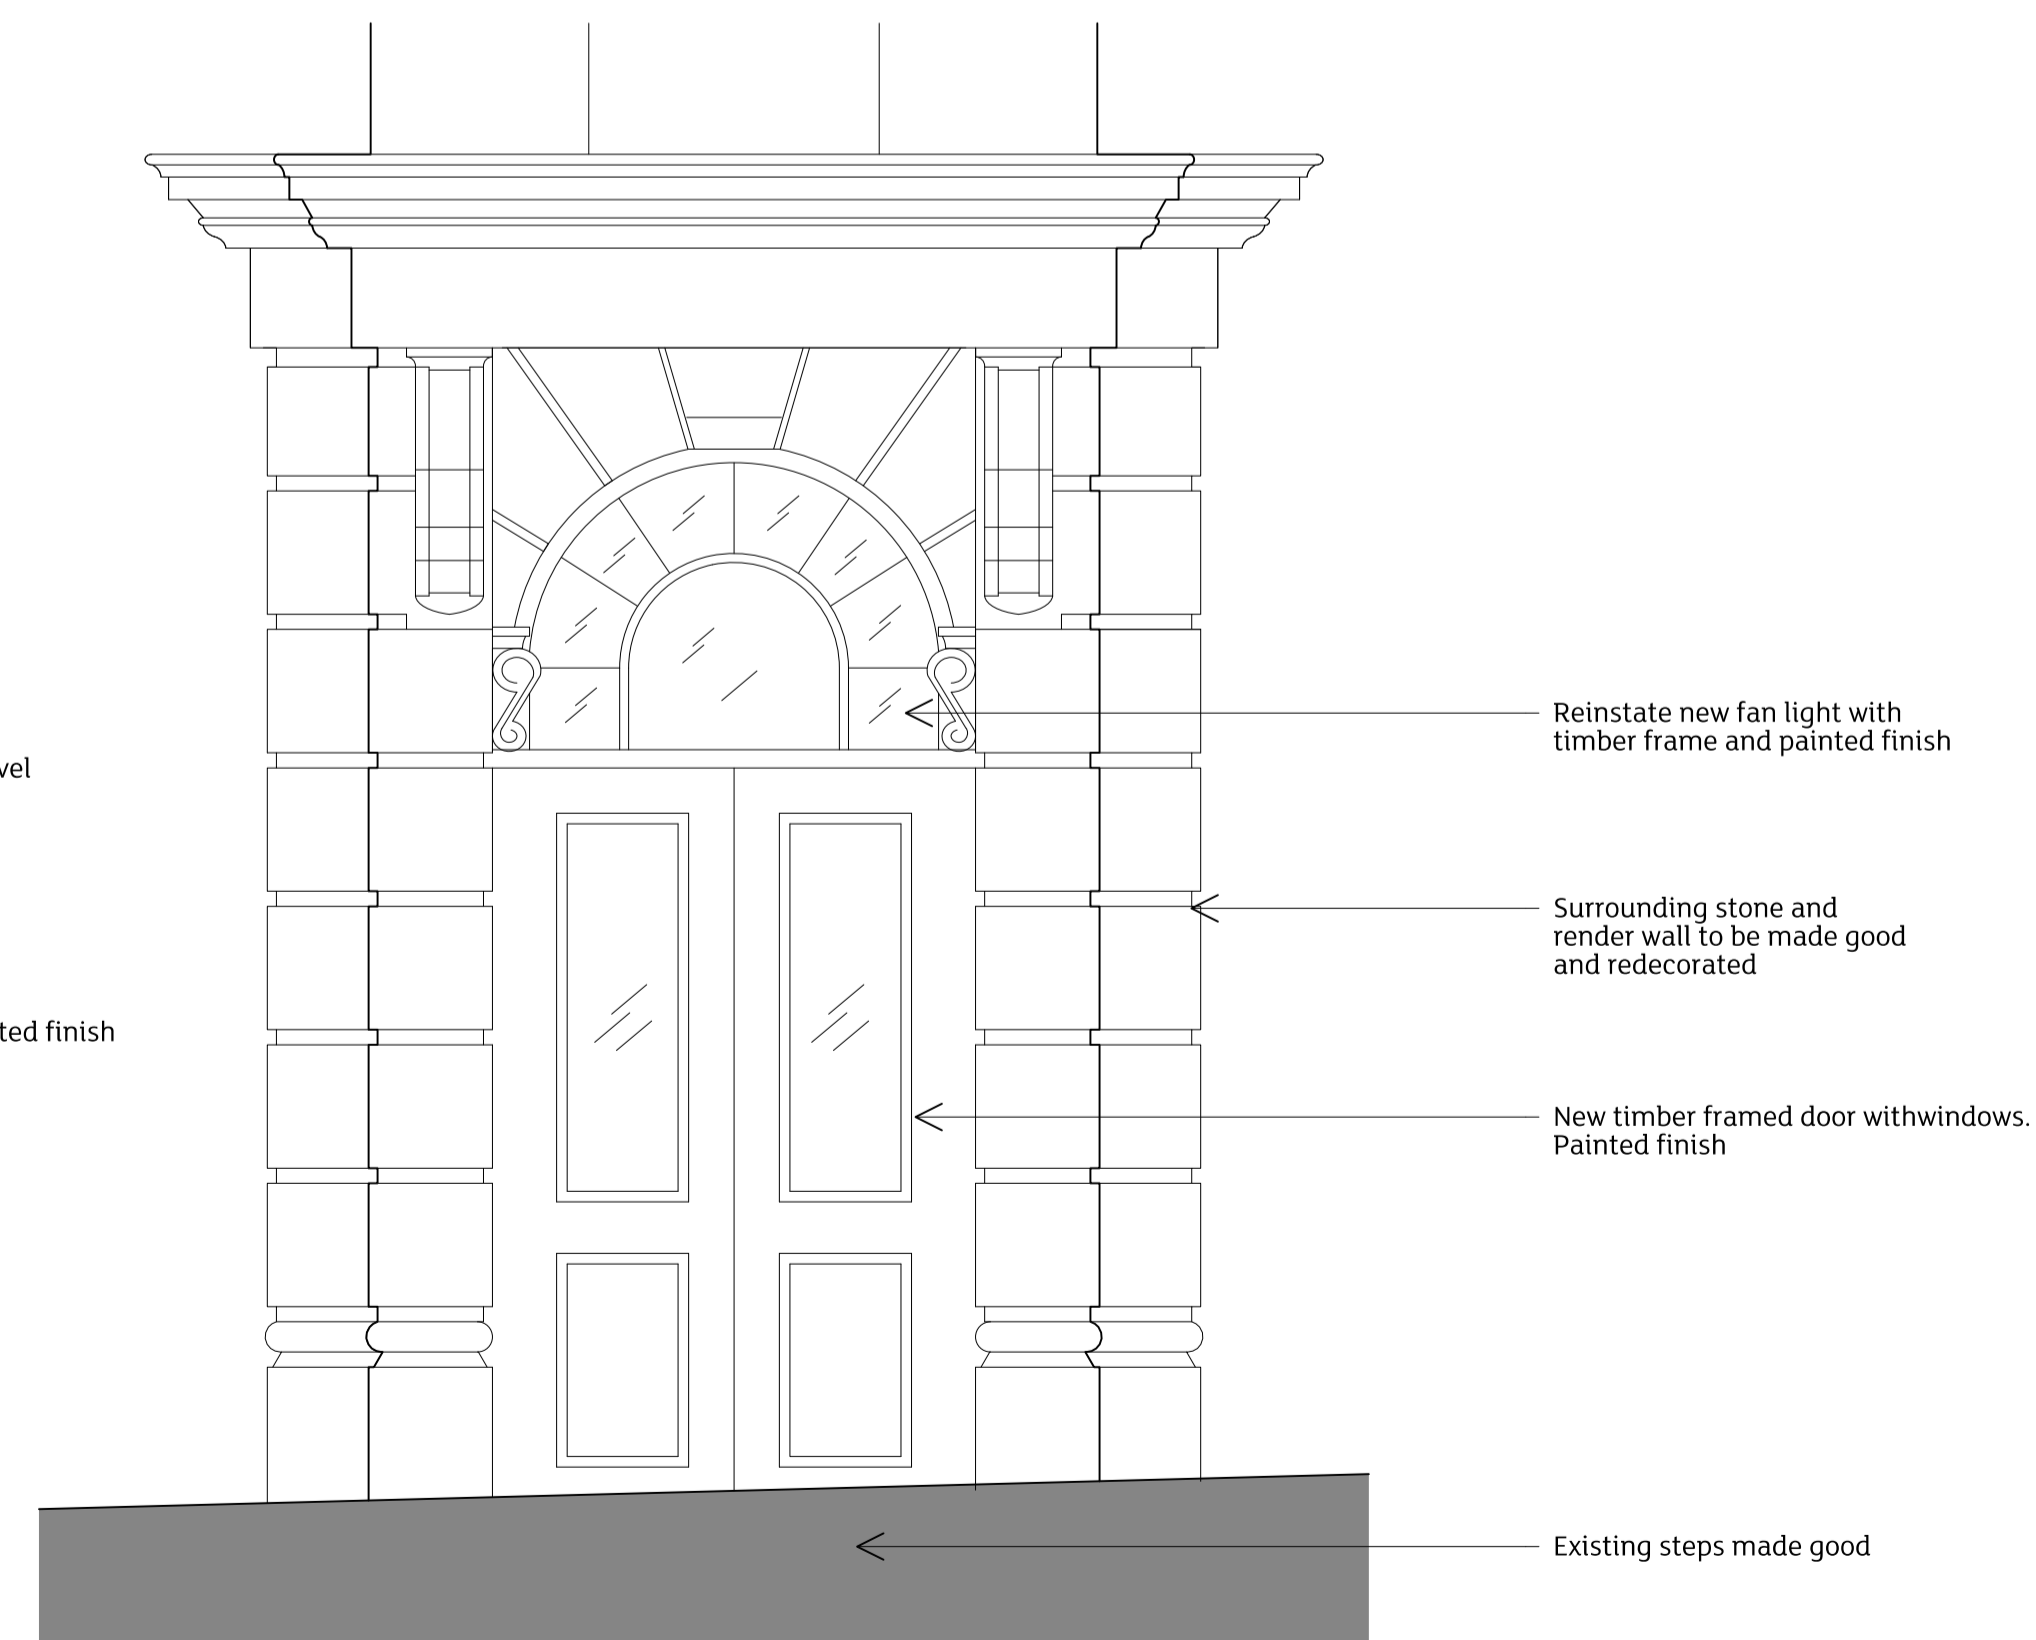 Reinstate new fan light with
timber frame and painted finish
vel
Surrounding stone and
render wall to be made good
and redecorated
ted finish
New timber framed door withwindows.
Painted finish
Existing steps made good